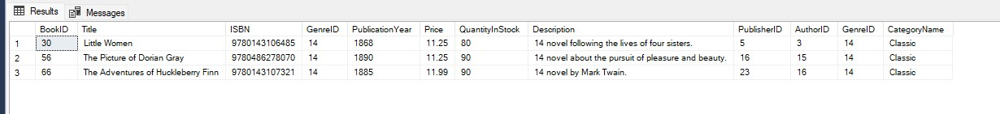 Results Messages
BookID Title ISBN GenreID PublicationYear Price QuantityInStock Description PublisherID AuthorID GenreID CategoryName
1 30 Little Women 9780143106485 14 1868 11.25 80 14 novel following the lives of four sisters. 5 3 14 Classic
2 56 The Picture of Dorian Gray 9780486278070 14 1890 11.25 90 14 novel about the pursuit of pleasure and beauty. 16 15 14 Classic
3 66 The Adventures of Huckleberry Finn 9780143107321 14 1885 11.99 90 14 novel by Mark Twain. 23 16 14 Classic